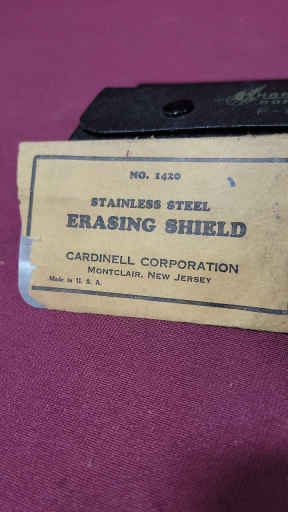 NO. 1420
STAINLESS STEEL
ERASING SHIELD
CARDINELL CORPORATION
MONTCLAIR, NEW JERSEY
Made in U. S. A.